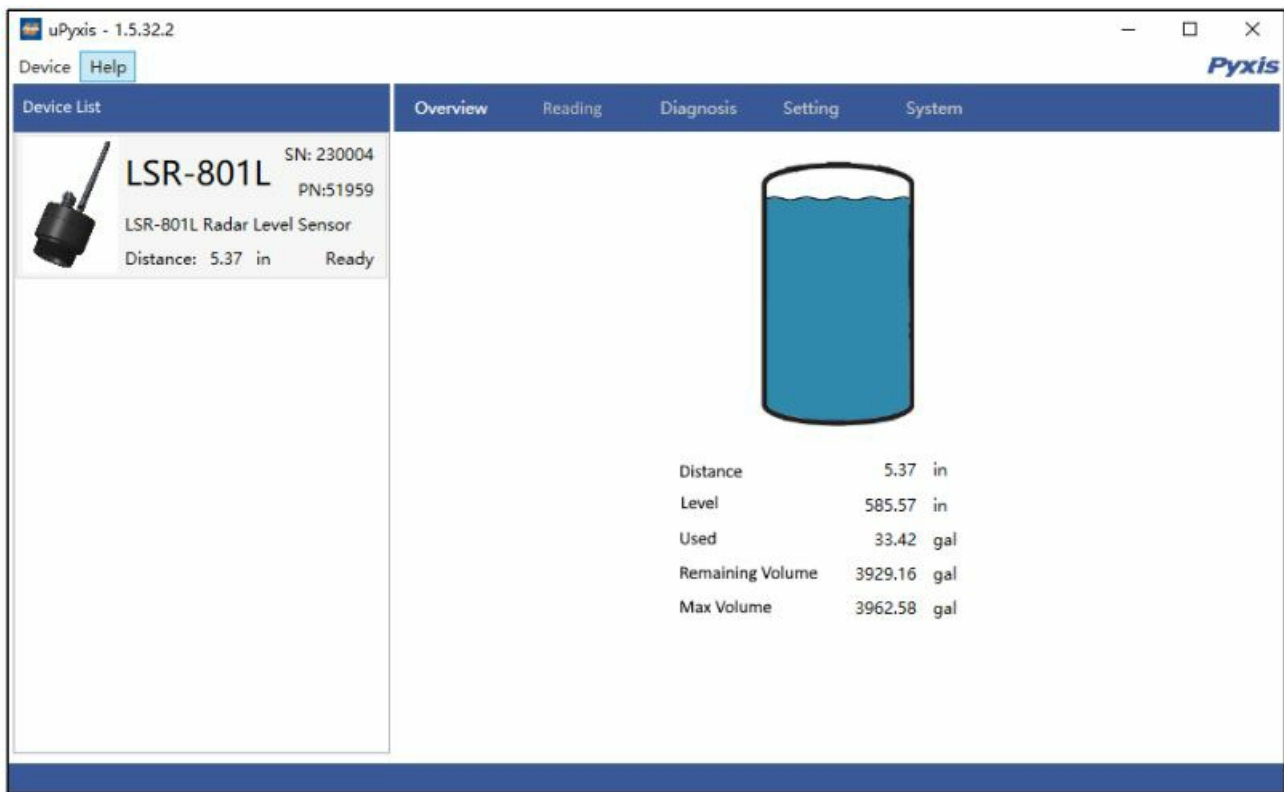 uPyxis - 1.5.32.2
Device Help
Pyxis
Device List
Overview Reading Diagnosis Setting System
LSR-801L
SN: 230004
PN:51959
LSR-801L Radar Level Sensor
Distance: 5.37 in Ready
Distance 5.37 in
Level 585.57 in
Used 33.42 gal
Remaining Volume 3929.16 gal
Max Volume 3962.58 gal